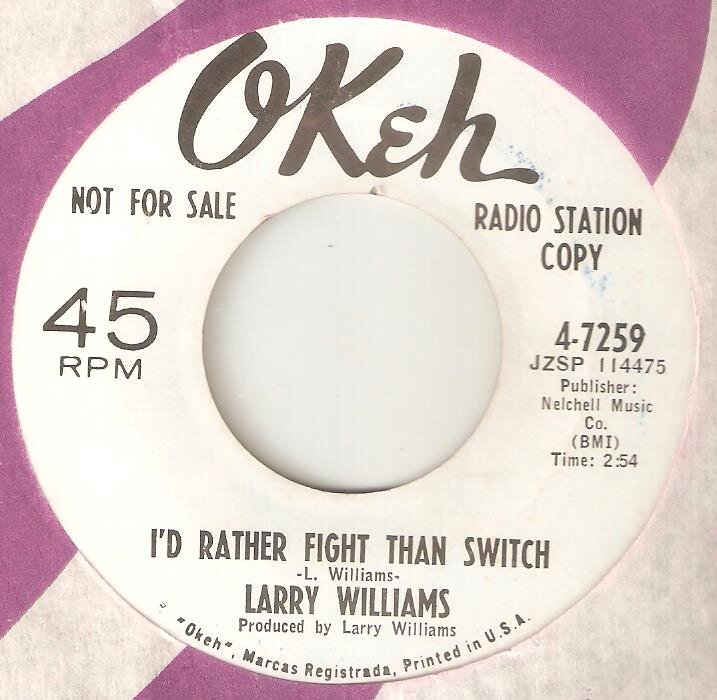 OKeh
NOT FOR SALE
RADIO STATION
COPY
45
RPM
4-7259
JZSP 114475
Publisher:
Nelchell Music
Co.
(BMI)
Time: 2:54
I'D RATHER FIGHT THAN SWITCH
-L. Williams-
LARRY WILLIAMS
Produced by Larry Williams
"Okeh", Marcas Registrada, Printed in U.S.A.